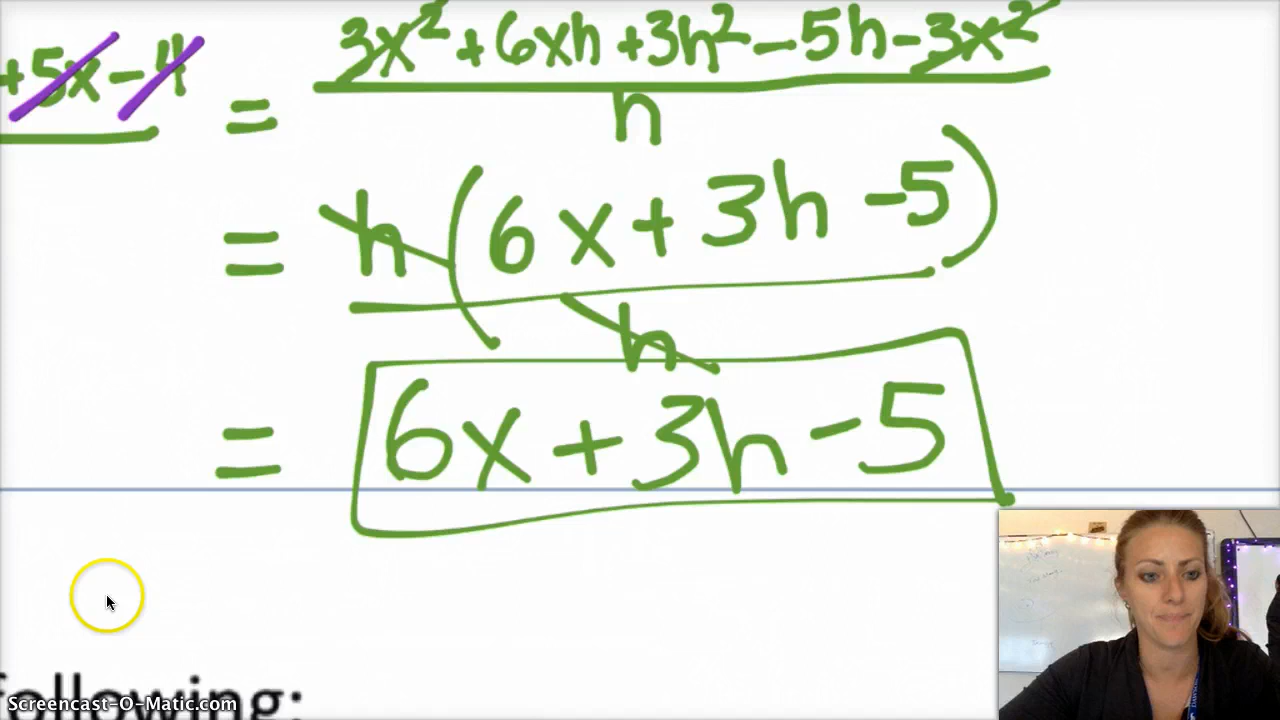 3x² + 6xh + 3h² - 5h - 3x²
+5x - 4 = h
= h(6x + 3h - 5)
h
= 6x + 3h - 5
following:
Screencast-O-Matic.com